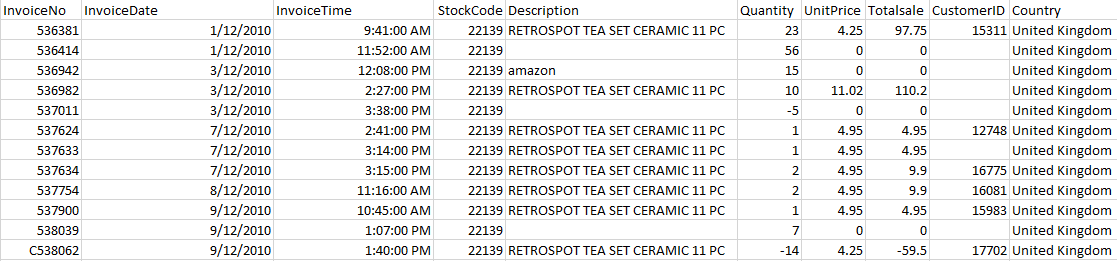 InvoiceNo InvoiceDate InvoiceTime StockCode Description Quantity UnitPrice Totalsale CustomerID Country
536381 1/12/2010 9:41:00 AM 22139 RETROSPOT TEA SET CERAMIC 11 PC 23 4.25 97.75 15311 United Kingdom
536414 1/12/2010 11:52:00 AM 22139 56 0 0 United Kingdom
536942 3/12/2010 12:08:00 PM 22139 amazon 15 0 0 United Kingdom
536982 3/12/2010 2:27:00 PM 22139 RETROSPOT TEA SET CERAMIC 11 PC 10 11.02 110.2 United Kingdom
537011 3/12/2010 3:38:00 PM 22139 -5 0 0 United Kingdom
537624 7/12/2010 2:41:00 PM 22139 RETROSPOT TEA SET CERAMIC 11 PC 1 4.95 4.95 12748 United Kingdom
537633 7/12/2010 3:14:00 PM 22139 RETROSPOT TEA SET CERAMIC 11 PC 1 4.95 4.95 United Kingdom
537634 7/12/2010 3:15:00 PM 22139 RETROSPOT TEA SET CERAMIC 11 PC 2 4.95 9.9 16775 United Kingdom
537754 8/12/2010 11:16:00 AM 22139 RETROSPOT TEA SET CERAMIC 11 PC 2 4.95 9.9 16081 United Kingdom
537900 9/12/2010 10:45:00 AM 22139 RETROSPOT TEA SET CERAMIC 11 PC 1 4.95 4.95 15983 United Kingdom
538039 9/12/2010 1:07:00 PM 22139 7 0 0 United Kingdom
C538062 9/12/2010 1:40:00 PM 22139 RETROSPOT TEA SET CERAMIC 11 PC -14 4.25 -59.5 17702 United Kingdom